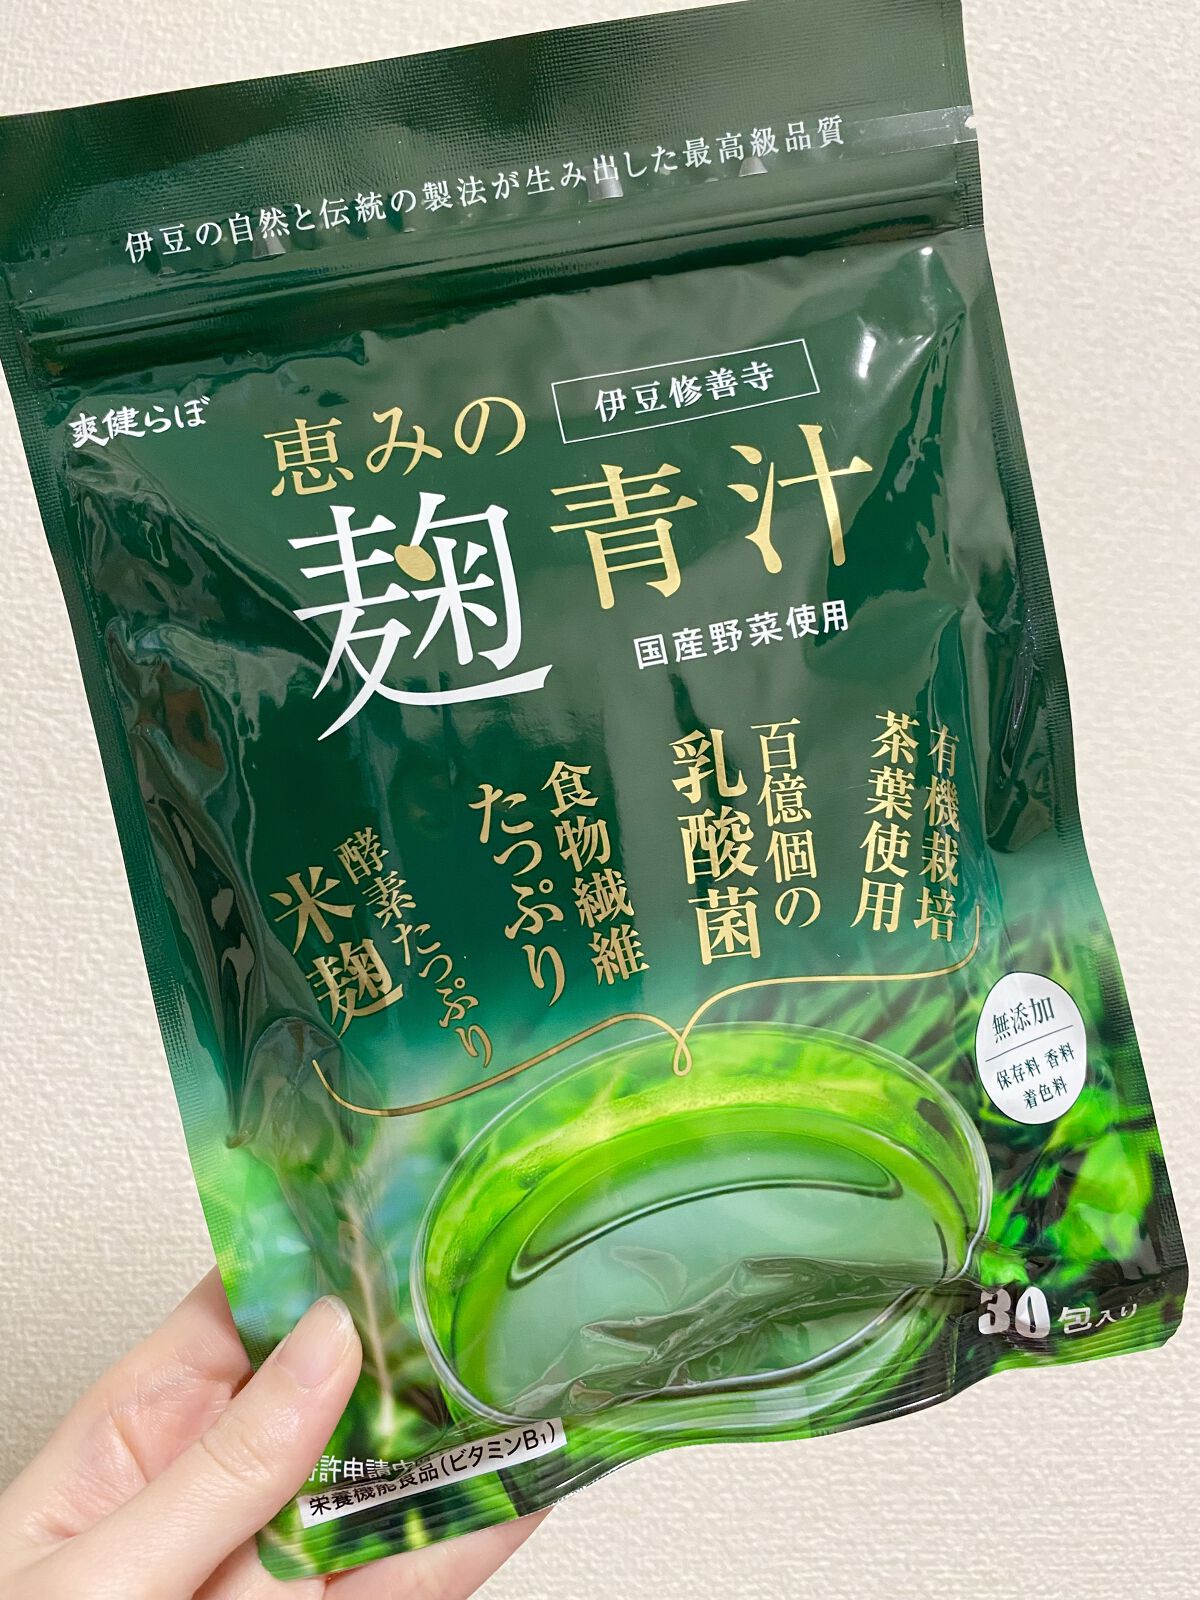 伊豆の自然と伝統の製法が生み出した最高級品質
爽健らぼ
伊豆修善寺
恵みの
麹青汁
国産野菜使用
有機栽培
茶葉使用
百億個の
乳酸菌
食物繊維
たっぷり
酵素たっぷり
米麹
無添加
保存料 香料
着色料
30包入り
許申請
栄養機能食品(ビタミンB1)